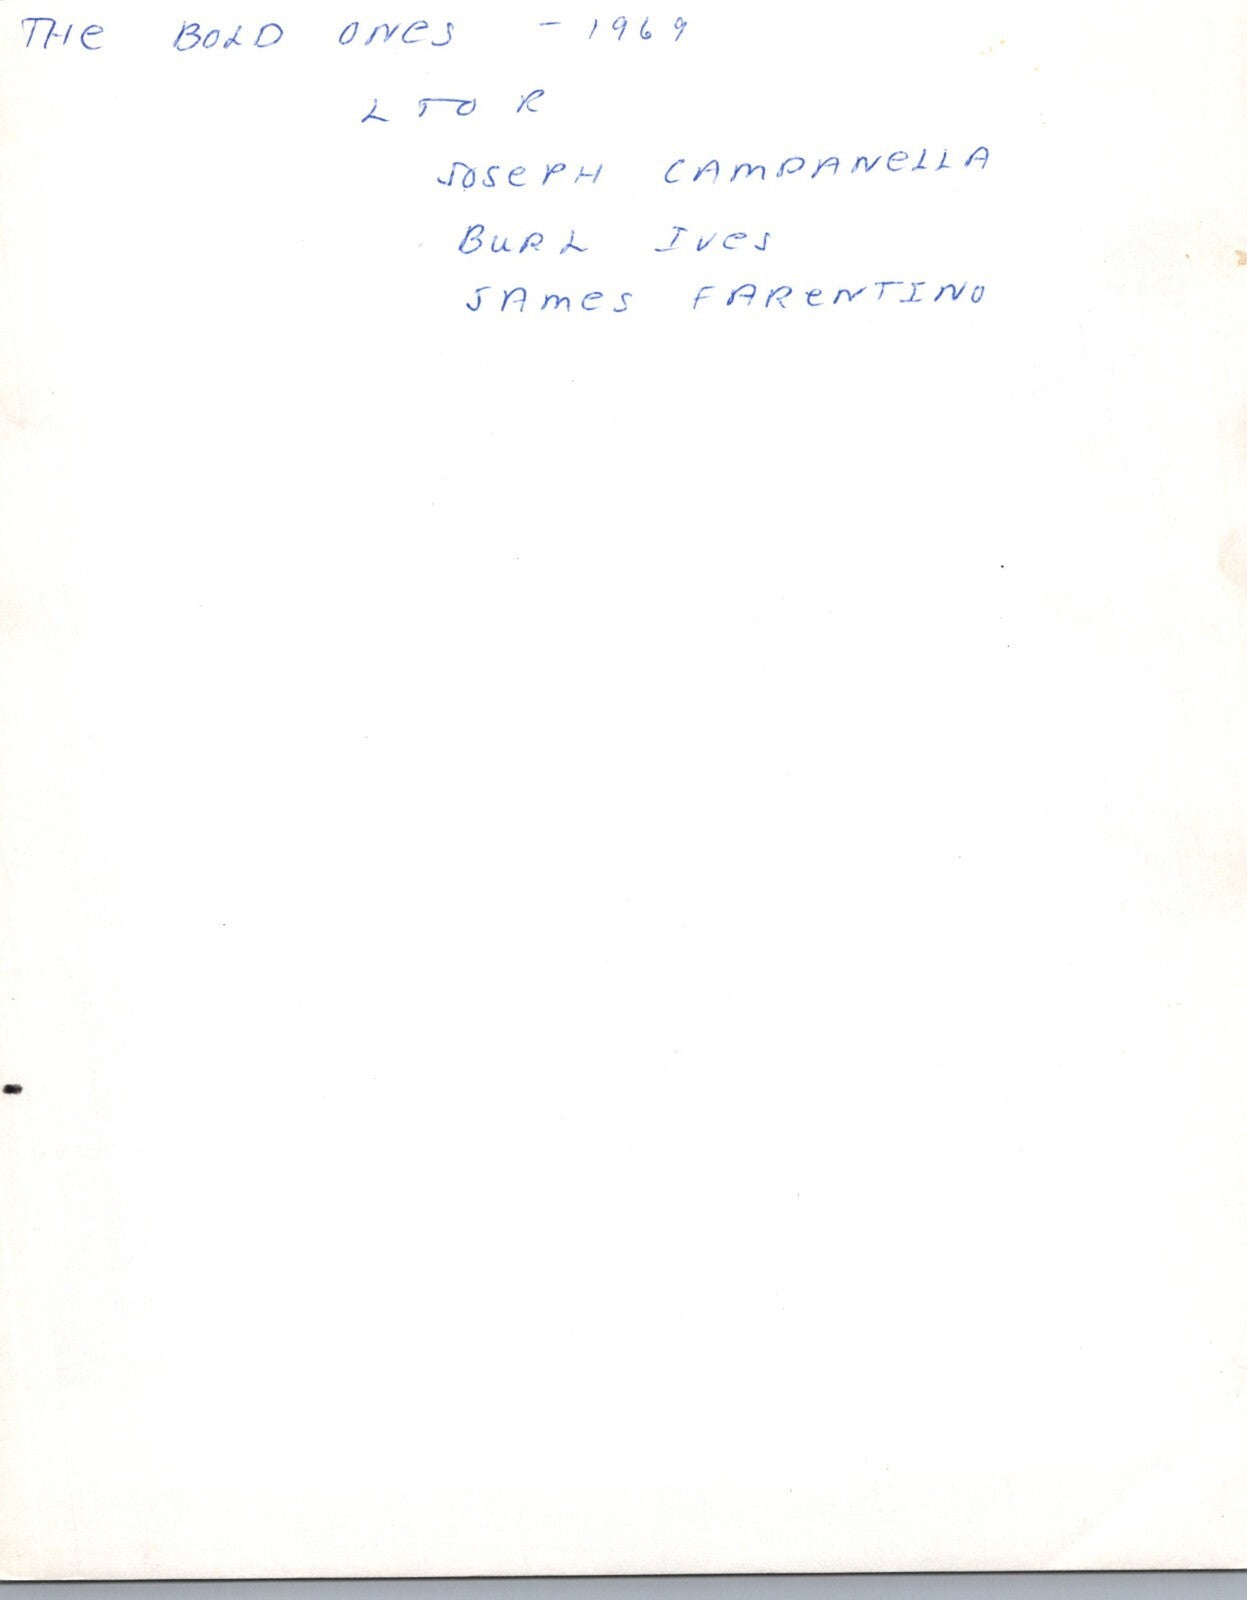 THe BOLD ONes - 1969
L TO R
JOSePH CAMPANeLLA
BURL Ives
JAmes FAReNTINO